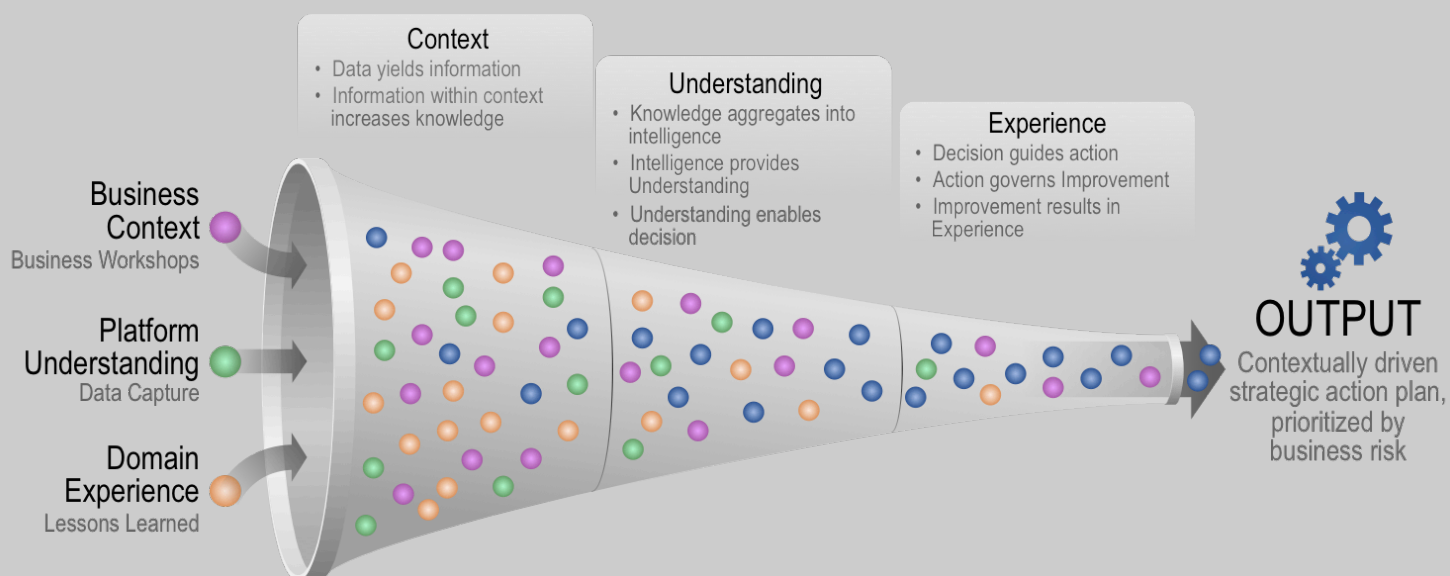 Context
• Data yields information
• Information within context
increases knowledge
Understanding
• Knowledge aggregates into
intelligence
• Intelligence provides
Understanding
• Understanding enables
decision
Experience
• Decision guides action
• Action governs Improvement
• Improvement results in
Experience
Business
Context
Business Workshops
Platform
Understanding
Data Capture
Domain
Experience
Lessons Learned
OUTPUT
Contextually driven
strategic action plan,
prioritized by
business risk